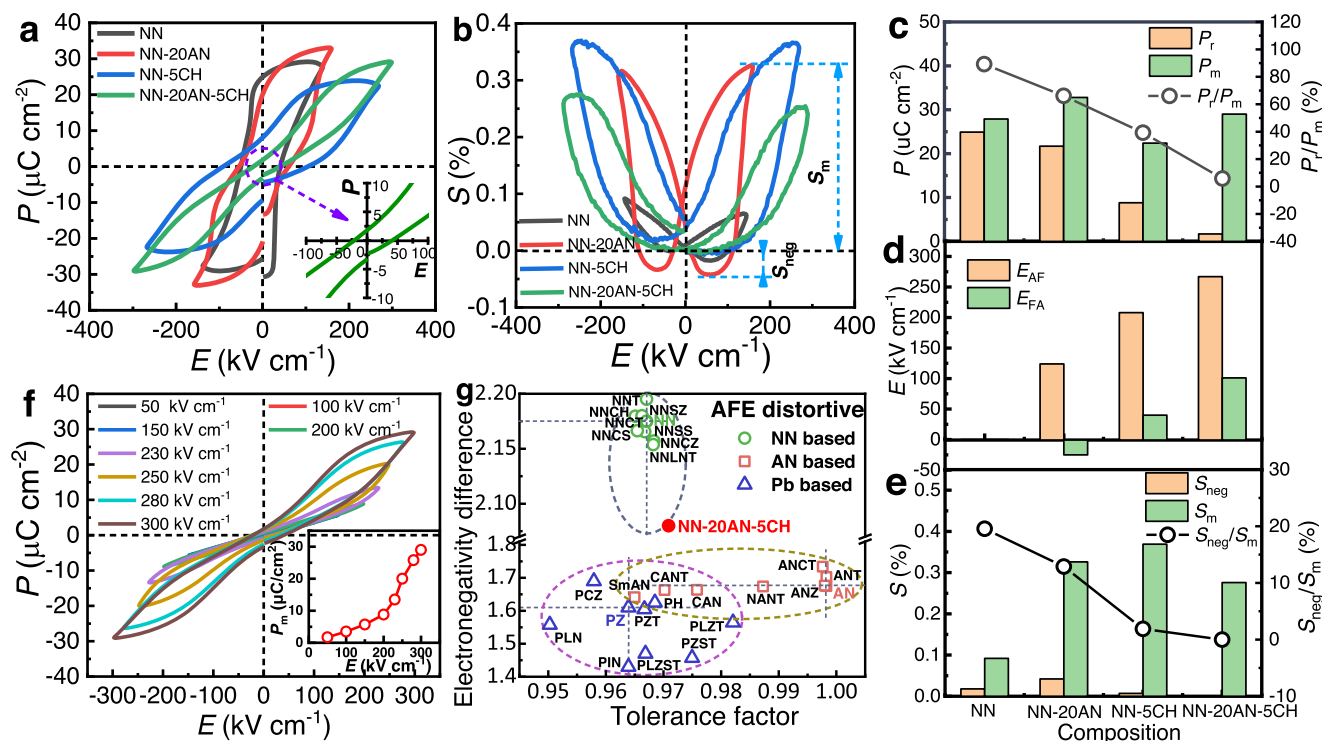 a
NN
NN-20AN
NN-5CH
NN-20AN-5CH
P (μC cm⁻²)
40
30
20
10
0
-10
-20
-30
-40
-400
-200
0
200
400
E (kV cm⁻¹)
P
10
5
-5
-10
-100
-50
50
100
E
b
S (%)
0.4
0.3
0.2
0.1
0.0
-0.1
NN
NN-20AN
NN-5CH
NN-20AN-5CH
Sm
Sneg
-400
-200
0
200
400
E (kV cm⁻¹)
c
P (uC cm⁻²)
50
40
30
20
10
0
Pr
Pm
Pr/Pm
120
100
80
60
40
20
0
-20
-40
Pr/Pm (%)
d
E (kV cm⁻¹)
300
250
200
150
100
50
0
-50
EAF
EFA
e
S (%)
0.5
0.4
0.3
0.2
0.1
0.0
Sneg
Sm
Sneg/Sm
30
20
10
0
-10
Sneg/Sm (%)
NN
NN-20AN
NN-5CH
NN-20AN-5CH
Composition
f
50 kV cm⁻¹
100 kV cm⁻¹
150 kV cm⁻¹
200 kV cm⁻¹
230 kV cm⁻¹
250 kV cm⁻¹
280 kV cm⁻¹
300 kV cm⁻¹
P (μC cm⁻²)
40
30
20
10
0
-10
-20
-30
-40
-300
-200
-100
0
100
200
300
E (kV cm⁻¹)
Pm (μC/cm²)
30
20
10
0
0
100
200
300
E (kV cm⁻¹)
g
Electronegativity difference
2.20
2.15
2.10
1.8
1.7
1.6
1.5
1.4
AFE distortive
NN based
AN based
Pb based
NNT
NNCH
NNSZ
NNCT
NN
NNCS
NNSS
NNCZ
NNLNT
NN-20AN-5CH
ANCT
ANT
SmAN
CANT
PCZ
CAN
NANT
ANZ
AN
PH
PZ
PZT
PLZT
PLN
PZST
PIN
PLZST
0.95
0.96
0.97
0.98
0.99
1.00
Tolerance factor